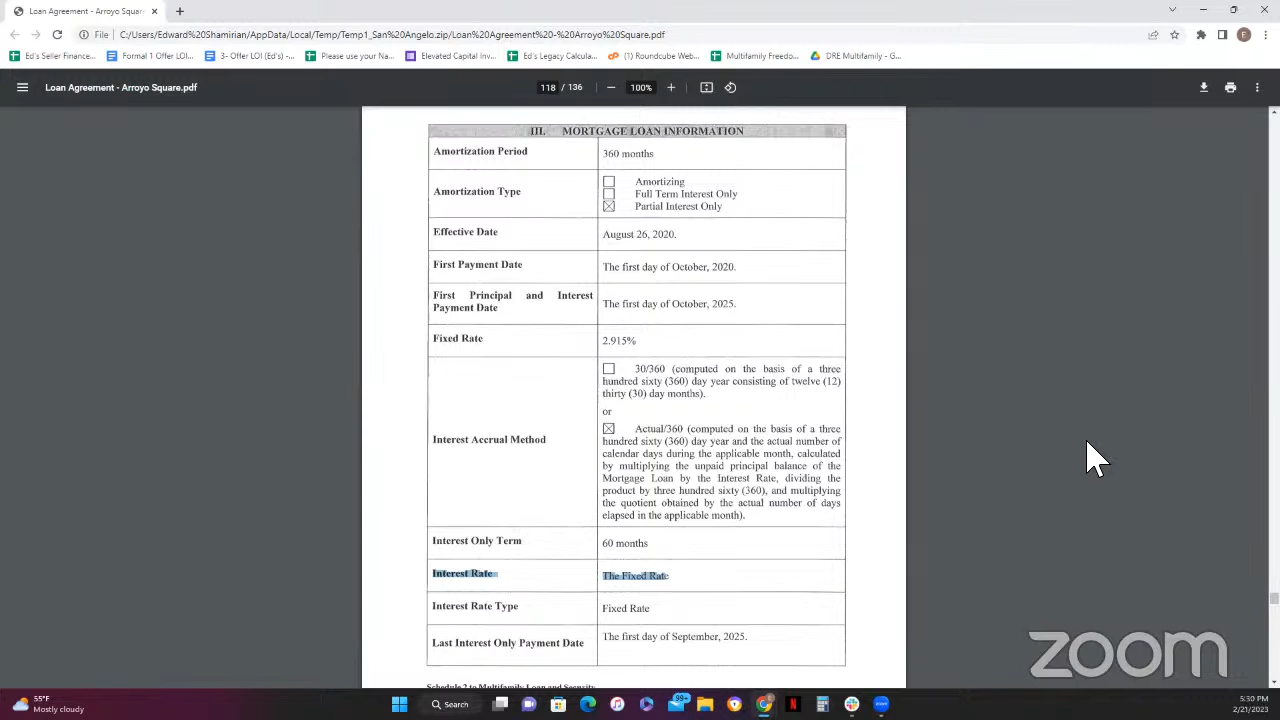 Loan Agreement - Arroyo Square
File
C:/Users/Edward%20Shamirian/AppData/Local/Temp/Temp1_San%20Angelo.zip/Loan%20Agreement%20-%20Arroyo%20Square.pdf
E
Ed's Seller Finance...
Formal 1 Offer LOI...
3- Offer LOI (Ed's) -...
Please use your Na...
Elevated Capital Inv...
Ed's Legacy Calcula...
(1) Roundcube Web...
Multifamily Freedo...
DRE Multifamily - G...
Loan Agreement - Arroyo Square.pdf
118 / 136
100%
III. MORTGAGE LOAN INFORMATION
Amortization Period
360 months
Amortization Type
Amortizing
Full Term Interest Only
Partial Interest Only
Effective Date
August 26, 2020.
First Payment Date
The first day of October, 2020.
First Principal and Interest
Payment Date
The first day of October, 2025.
Fixed Rate
2.915%
Interest Accrual Method
30/360 (computed on the basis of a three
hundred sixty (360) day year consisting of twelve (12)
thirty (30) day months).
or
Actual/360 (computed on the basis of a three
hundred sixty (360) day year and the actual number of
calendar days during the applicable month, calculated
by multiplying the unpaid principal balance of the
Mortgage Loan by the Interest Rate, dividing the
product by three hundred sixty (360), and multiplying
the quotient obtained by the actual number of days
elapsed in the applicable month).
Interest Only Term
60 months
Interest Rate
The Fixed Rate
Interest Rate Type
Fixed Rate
Last Interest Only Payment Date
The first day of September, 2025.
Schedule 2 to Multifamily Loan and Security
zoom
55°F
Mostly cloudy
Search
99+
5:30 PM
2/21/2023